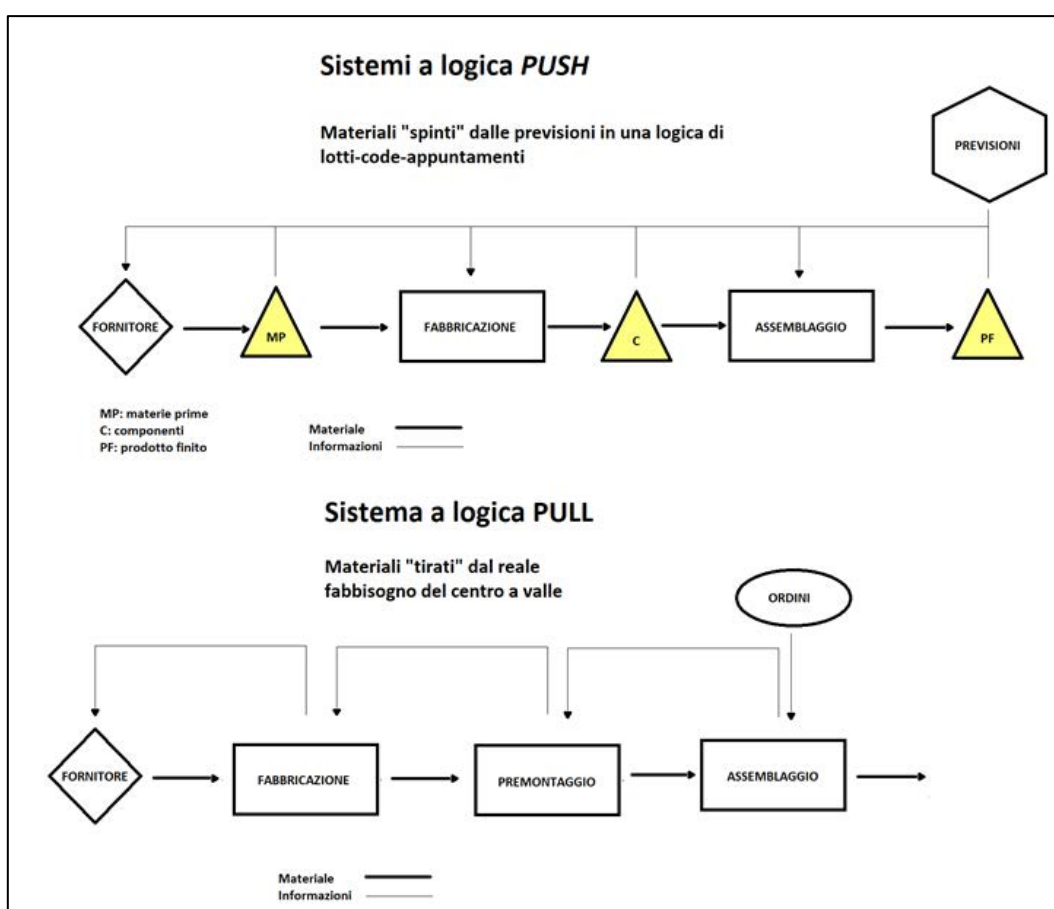 Sistemi a logica PUSH
Materiali "spinti" dalle previsioni in una logica di
lotti-code-appuntamenti
PREVISIONI
FORNITORE
MP
FABBRICAZIONE
C
ASSEMBLAGGIO
PF
MP: materie prime
C: componenti
PF: prodotto finito
Materiale
Informazioni
Sistema a logica PULL
Materiali "tirati" dal reale
fabbisogno del centro a valle
ORDINI
FORNITORE
FABBRICAZIONE
PREMONTAGGIO
ASSEMBLAGGIO
Materiale
Informazioni